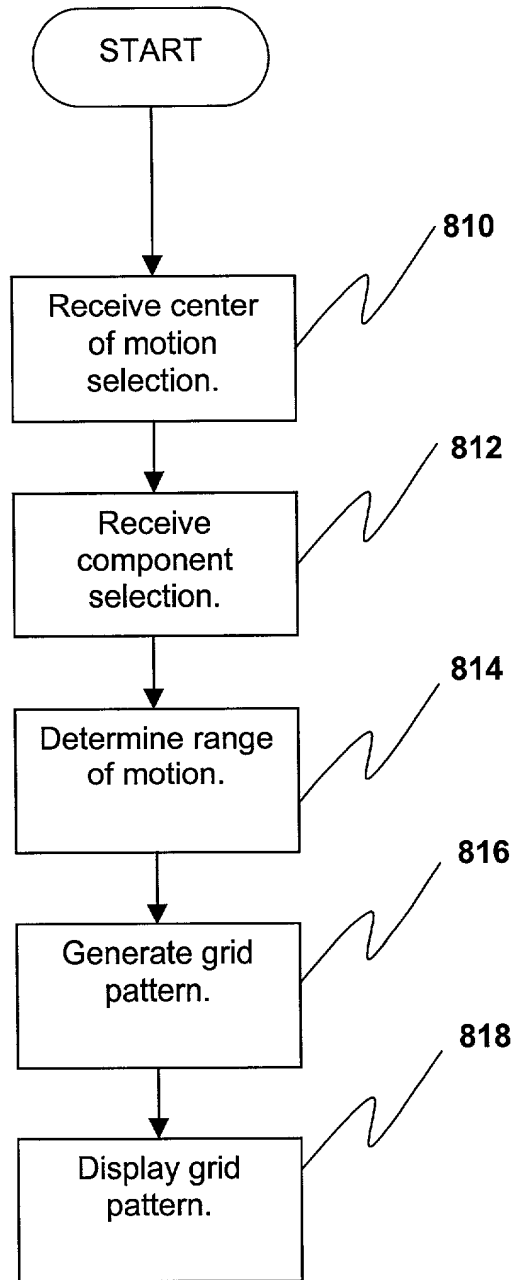 START
810
Receive center
of motion
selection.
812
Receive
component
selection.
814
Determine range
of motion.
816
Generate grid
pattern.
818
Display grid
pattern.